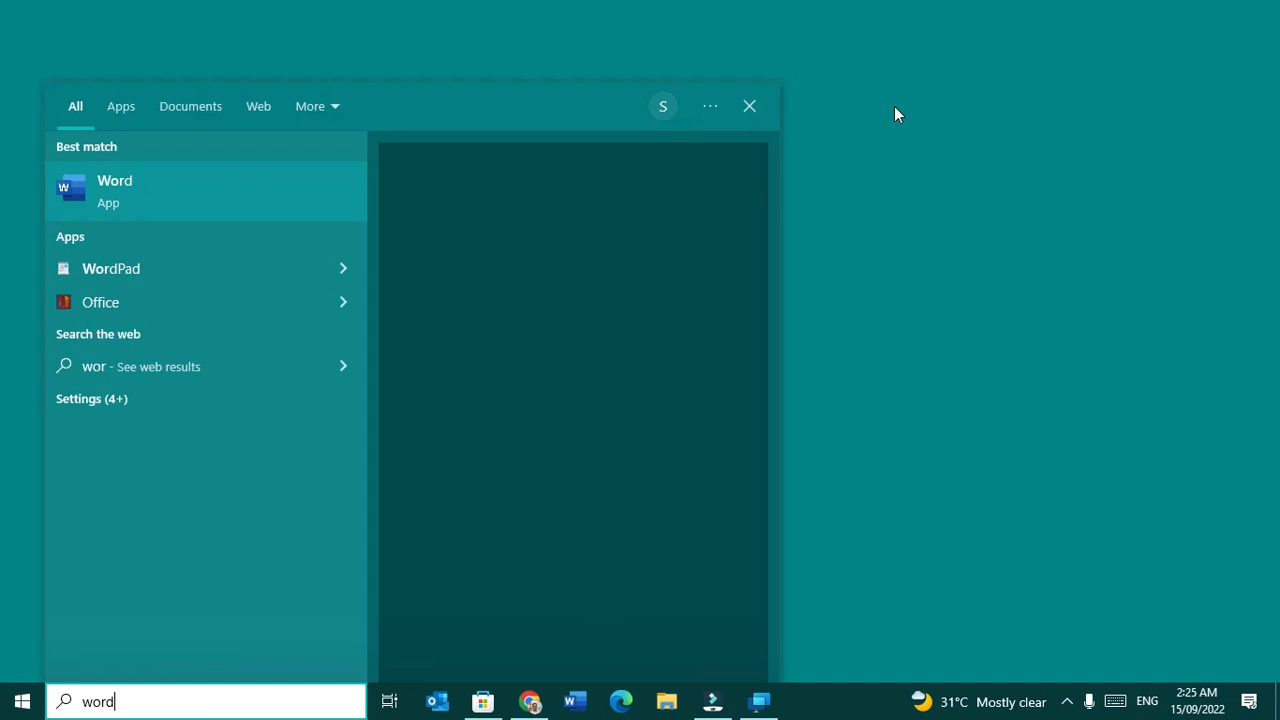 All Apps Documents Web More S ...
Best match
Word
App
Apps
WordPad
Office
Search the web
wor - See web results
Settings (4+)
word
31°C Mostly clear ENG 2:25 AM
15/09/2022